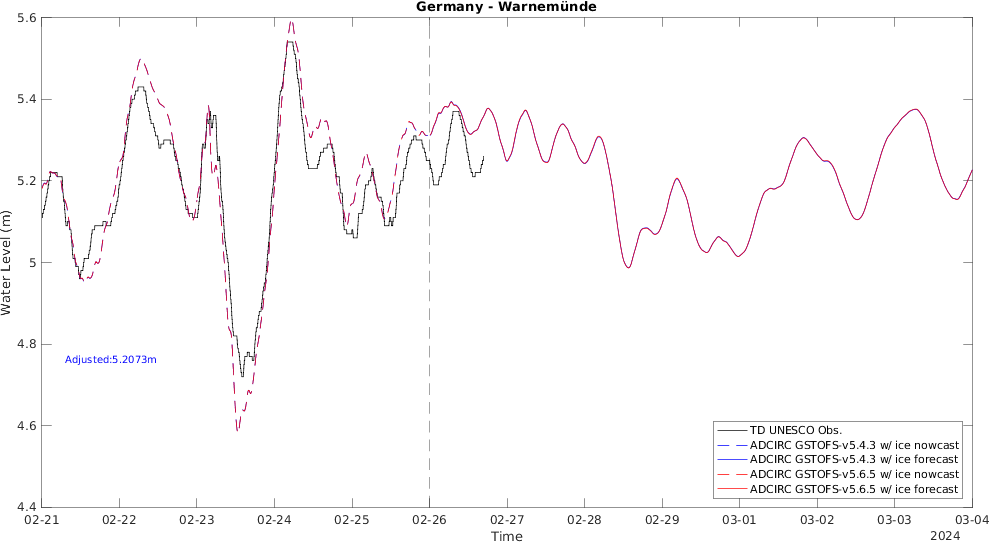 Germany - Warnemünde
5.6
5.4
5.2
5
4.8
4.6
4.4
Water Level (m)
Adjusted:5.2073m
TD UNESCO Obs.
ADCIRC GSTOFS-v5.4.3 w/ ice nowcast
ADCIRC GSTOFS-v5.4.3 w/ ice forecast
ADCIRC GSTOFS-v5.6.5 w/ ice nowcast
ADCIRC GSTOFS-v5.6.5 w/ ice forecast
02-21 02-22 02-23 02-24 02-25 02-26 02-27 02-28 02-29 03-01 03-02 03-03 03-04
Time
2024